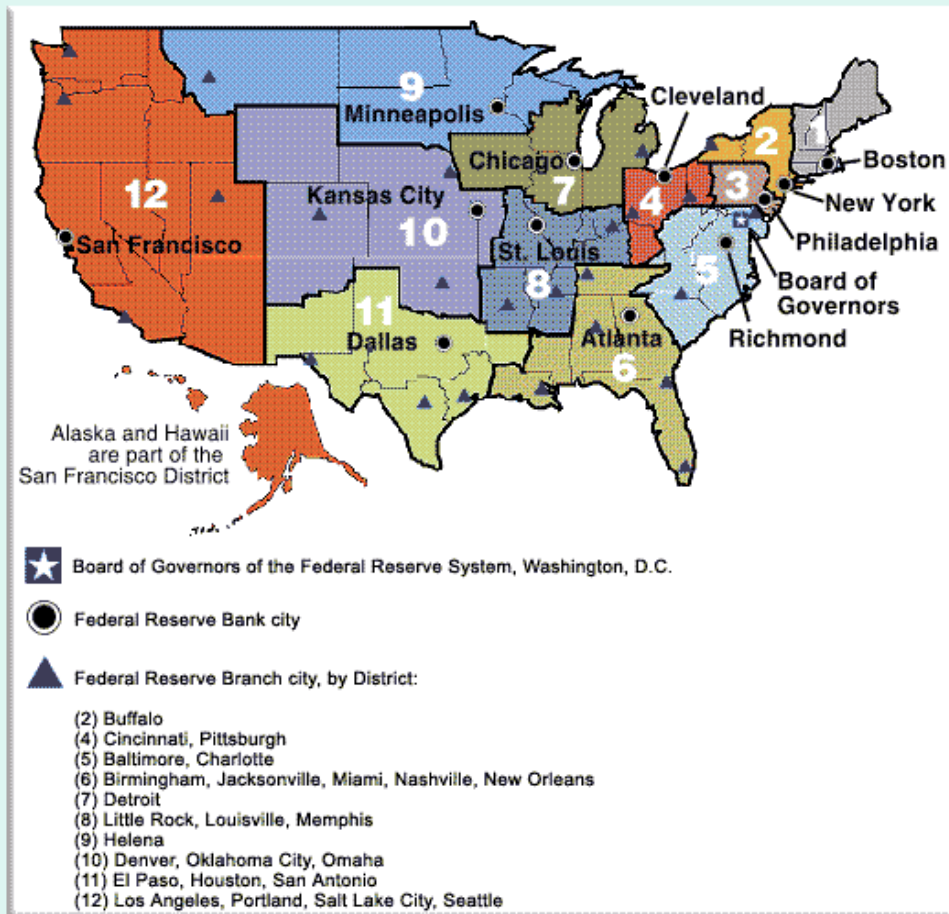 9
Minneapolis
Cleveland
2
1
Chicago
Boston
12
Kansas City
7
4
3
New York
San Francisco
10
St. Louis
Philadelphia
8
5
Board of
Governors
11
Richmond
Dallas
Atlanta
6
Alaska and Hawaii
are part of the
San Francisco District
Board of Governors of the Federal Reserve System, Washington, D.C.
Federal Reserve Bank city
Federal Reserve Branch city, by District:
(2) Buffalo
(4) Cincinnati, Pittsburgh
(5) Baltimore, Charlotte
(6) Birmingham, Jacksonville, Miami, Nashville, New Orleans
(7) Detroit
(8) Little Rock, Louisville, Memphis
(9) Helena
(10) Denver, Oklahoma City, Omaha
(11) El Paso, Houston, San Antonio
(12) Los Angeles, Portland, Salt Lake City, Seattle